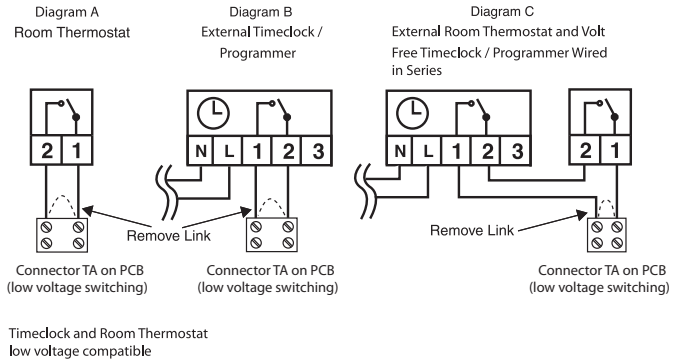 Diagram A
Room Thermostat
2 1
Remove Link
Connector TA on PCB
(low voltage switching)
Diagram B
External Timeclock /
Programmer
N L 1 2 3
Connector TA on PCB
(low voltage switching)
Diagram C
External Room Thermostat and Volt
Free Timeclock / Programmer Wired
in Series
N L 1 2 3
2 1
Remove Link
Connector TA on PCB
(low voltage switching)
Timeclock and Room Thermostat
low voltage compatible